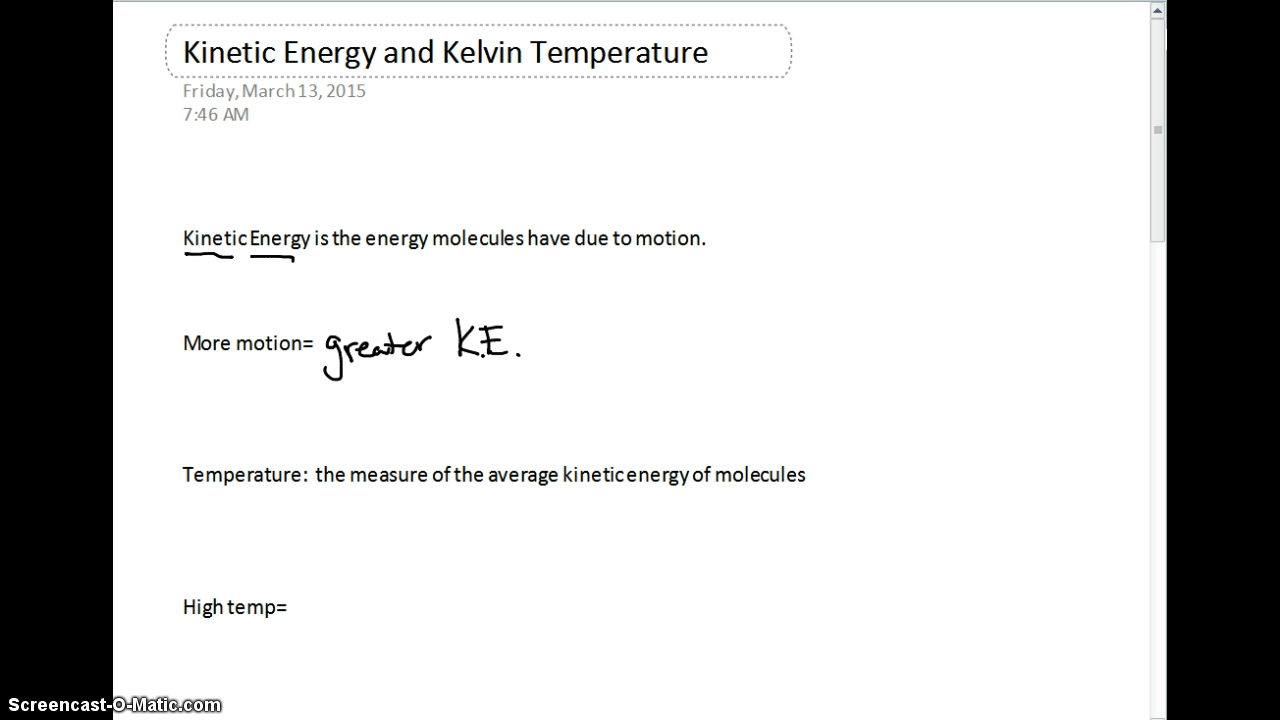 Kinetic Energy and Kelvin Temperature
Friday, March 13, 2015
7:46 AM
Kinetic Energy is the energy molecules have due to motion.
More motion= greater K.E.
Temperature: the measure of the average kinetic energy of molecules
High temp=
Screencast-O-Matic.com